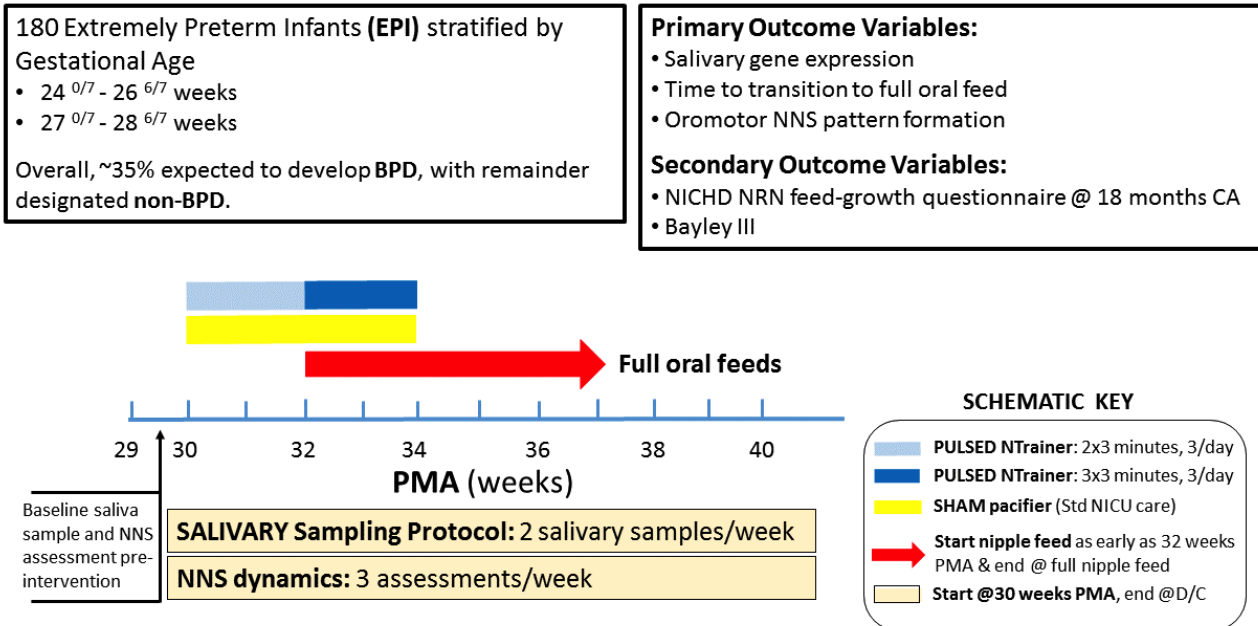 180 Extremely Preterm Infants (EPI) stratified by
Gestational Age
• 24 0/7 - 26 6/7 weeks
• 27 0/7 - 28 6/7 weeks
Overall, ~35% expected to develop BPD, with remainder
designated non-BPD.
Primary Outcome Variables:
• Salivary gene expression
• Time to transition to full oral feed
• Oromotor NNS pattern formation
Secondary Outcome Variables:
• NICHD NRN feed-growth questionnaire @ 18 months CA
• Bayley III
Full oral feeds
29 30 32 34 36 38 40
PMA (weeks)
Baseline saliva
sample and NNS
assessment pre-
intervention
SALIVARY Sampling Protocol: 2 salivary samples/week
NNS dynamics: 3 assessments/week
SCHEMATIC KEY
PULSED NTrainer: 2x3 minutes, 3/day
PULSED NTrainer: 3x3 minutes, 3/day
SHAM pacifier (Std NICU care)
Start nipple feed as early as 32 weeks
PMA & end @ full nipple feed
Start @30 weeks PMA, end @D/C